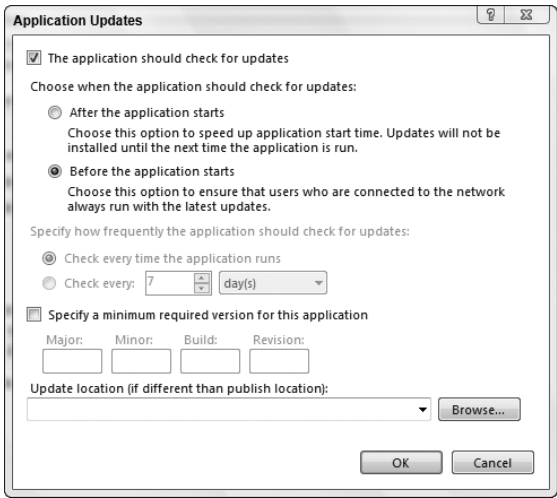 Application Updates
The application should check for updates
Choose when the application should check for updates:
After the application starts
Choose this option to speed up application start time. Updates will not be
installed until the next time the application is run.
Before the application starts
Choose this option to ensure that users who are connected to the network
always run with the latest updates.
Specify how frequently the application should check for updates:
Check every time the application runs
Check every: 7 day(s)
Specify a minimum required version for this application
Major: Minor: Build: Revision:
Update location (if different than publish location):
Browse...
OK Cancel